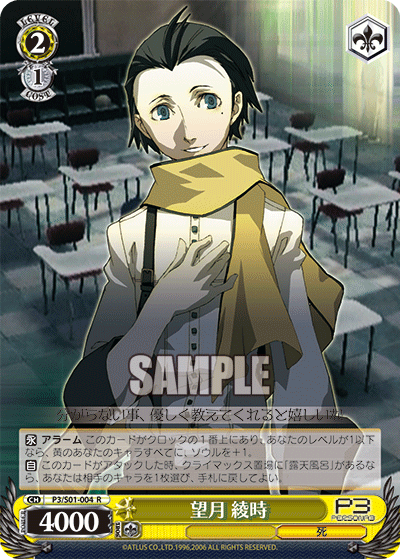 LEVEL
2
1
COST
SAMPLE
分からない事、優しく教えてくれると嬉しいな
永 アラーム このカードがクロックの1番上にあり、あなたのレベルが1以下
なら、黄のあなたのキャラすべてに、ソウルを+1。
自 このカードがアタックした時、クライマックス置場に「露天風呂」があるな
ら、あなたは相手のキャラを1枚選び、手札に戻してよい。
CH P3/S01-004 R
4000
望月 綾時
P3
PERSONA3
死
©ATLUS CO.,LTD.1996,2006 ALL RIGHTS RESERVED.